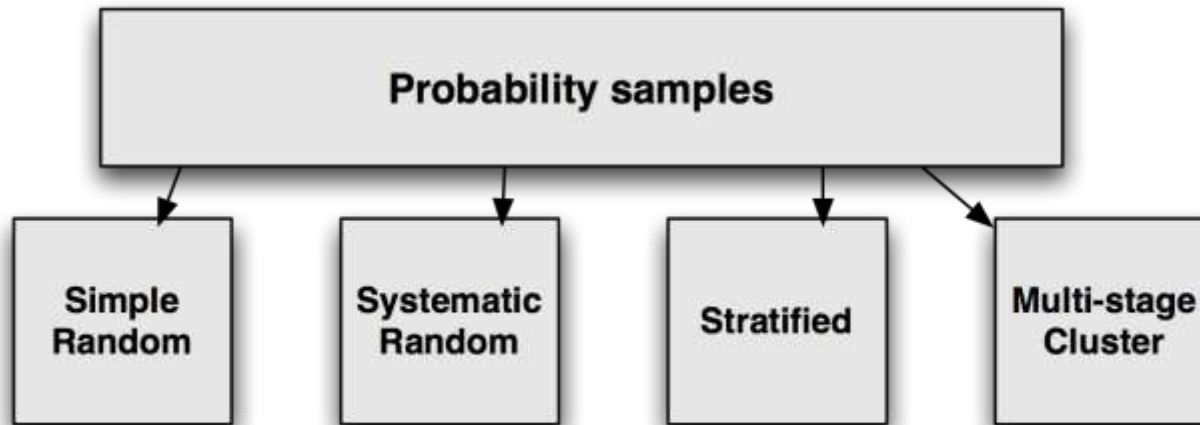 Probability samples
Simple
Random
Systematic
Random
Stratified
Multi-stage
Cluster